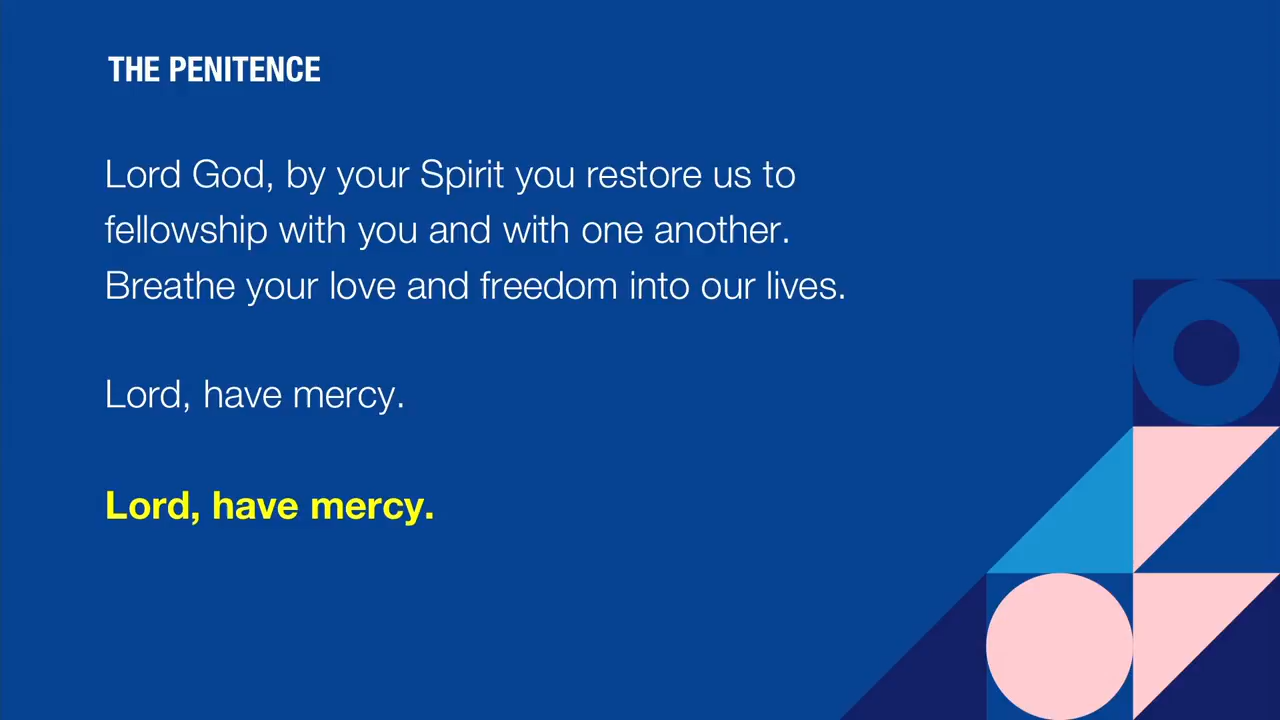 THE PENITENCE
Lord God, by your Spirit you restore us to
fellowship with you and with one another.
Breathe your love and freedom into our lives.
Lord, have mercy.
Lord, have mercy.